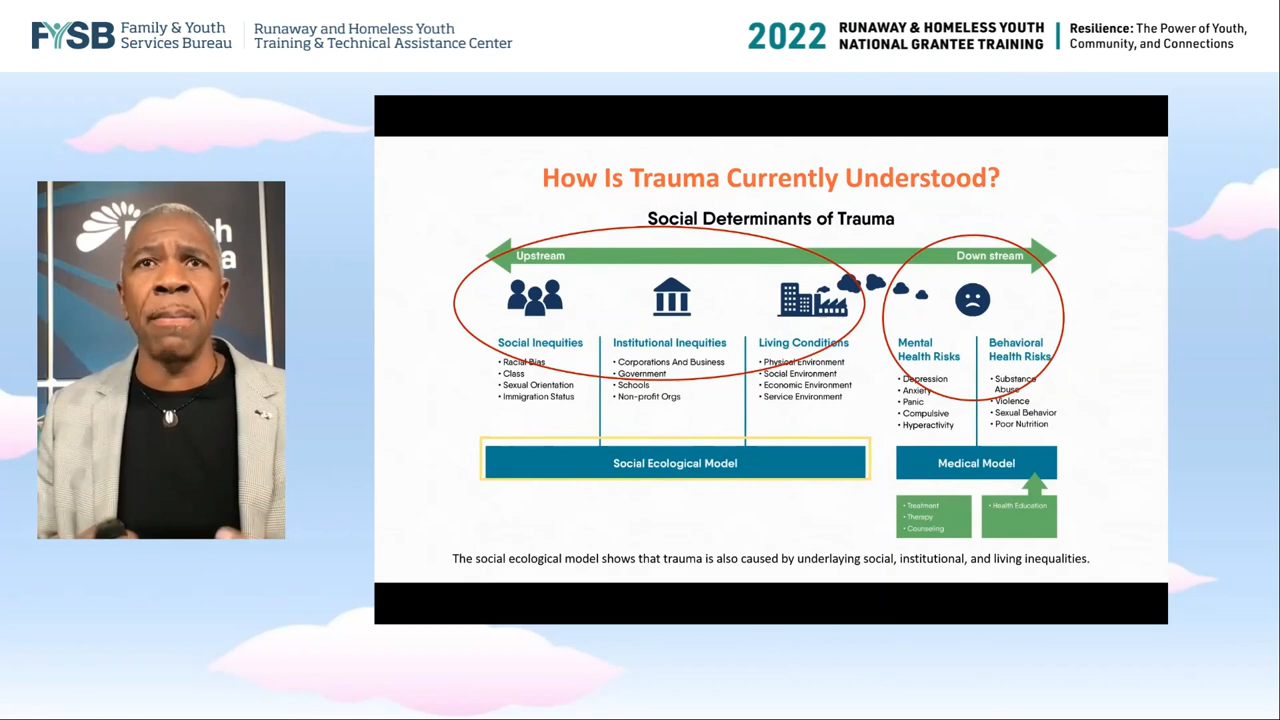 FYSB Family & Youth Services Bureau
Runaway and Homeless Youth
Training & Technical Assistance Center
2022 RUNAWAY & HOMELESS YOUTH
NATIONAL GRANTEE TRAINING
Resilience: The Power of Youth,
Community, and Connections
How Is Trauma Currently Understood?
Social Determinants of Trauma
Upstream
Down stream
Social Inequities
• Racial Bias
• Class
• Sexual Orientation
• Immigration Status
Institutional Inequities
• Corporations And Business
• Government
• Schools
• Non-profit Orgs
Living Conditions
• Physical Environment
• Social Environment
• Economic Environment
• Service Environment
Mental
Health Risks
• Depression
• Anxiety
• Panic
• Compulsive
• Hyperactivity
Behavioral
Health Risks
• Substance
Abuse
• Violence
• Sexual Behavior
• Poor Nutrition
Social Ecological Model
Medical Model
• Treatment
• Therapy
• Counseling
• Health Education
The social ecological model shows that trauma is also caused by underlaying social, institutional, and living inequalities.